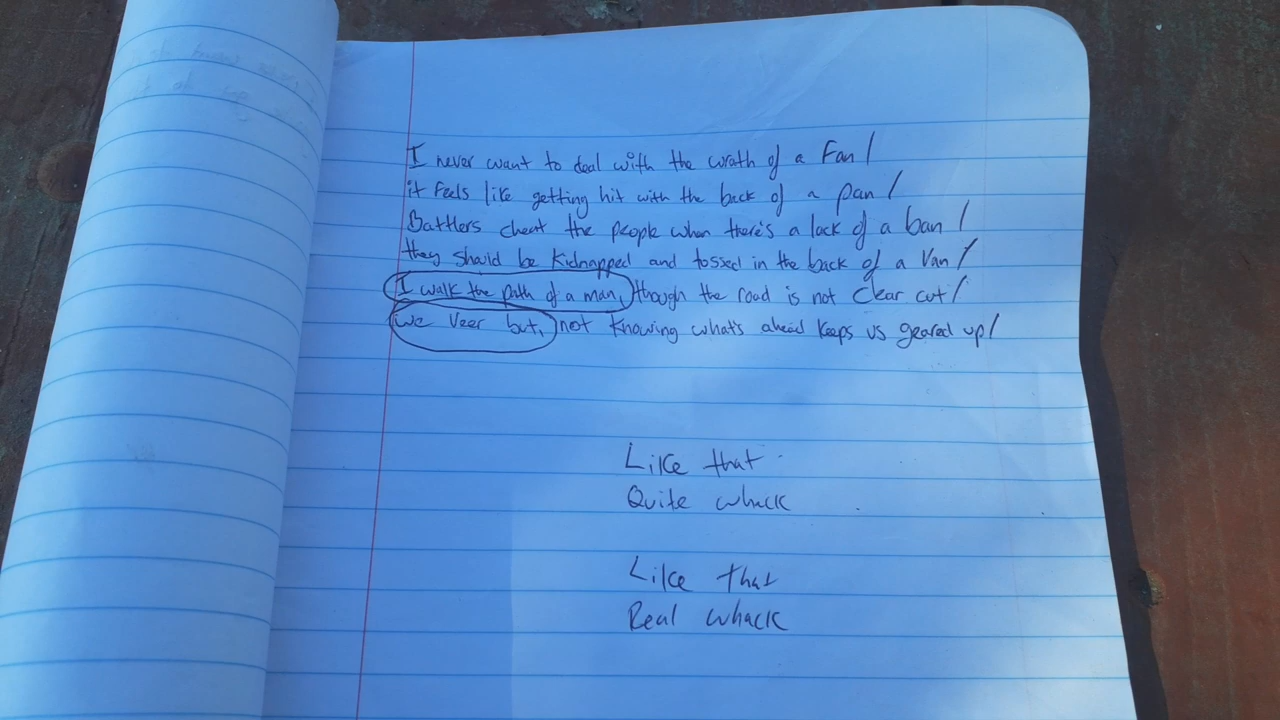 I never want to deal with the wrath of a Fan/
it feels like getting hit with the back of a pan/
Battlers cheat the people when there's a lack of a ban/
they should be kidnapped and tossed in the back of a Van/
I walk the path of a man, though the road is not clear cut/
we veer but, not knowing what's ahead keeps us geared up/
Like that
Quite whack
Like that
Real whack